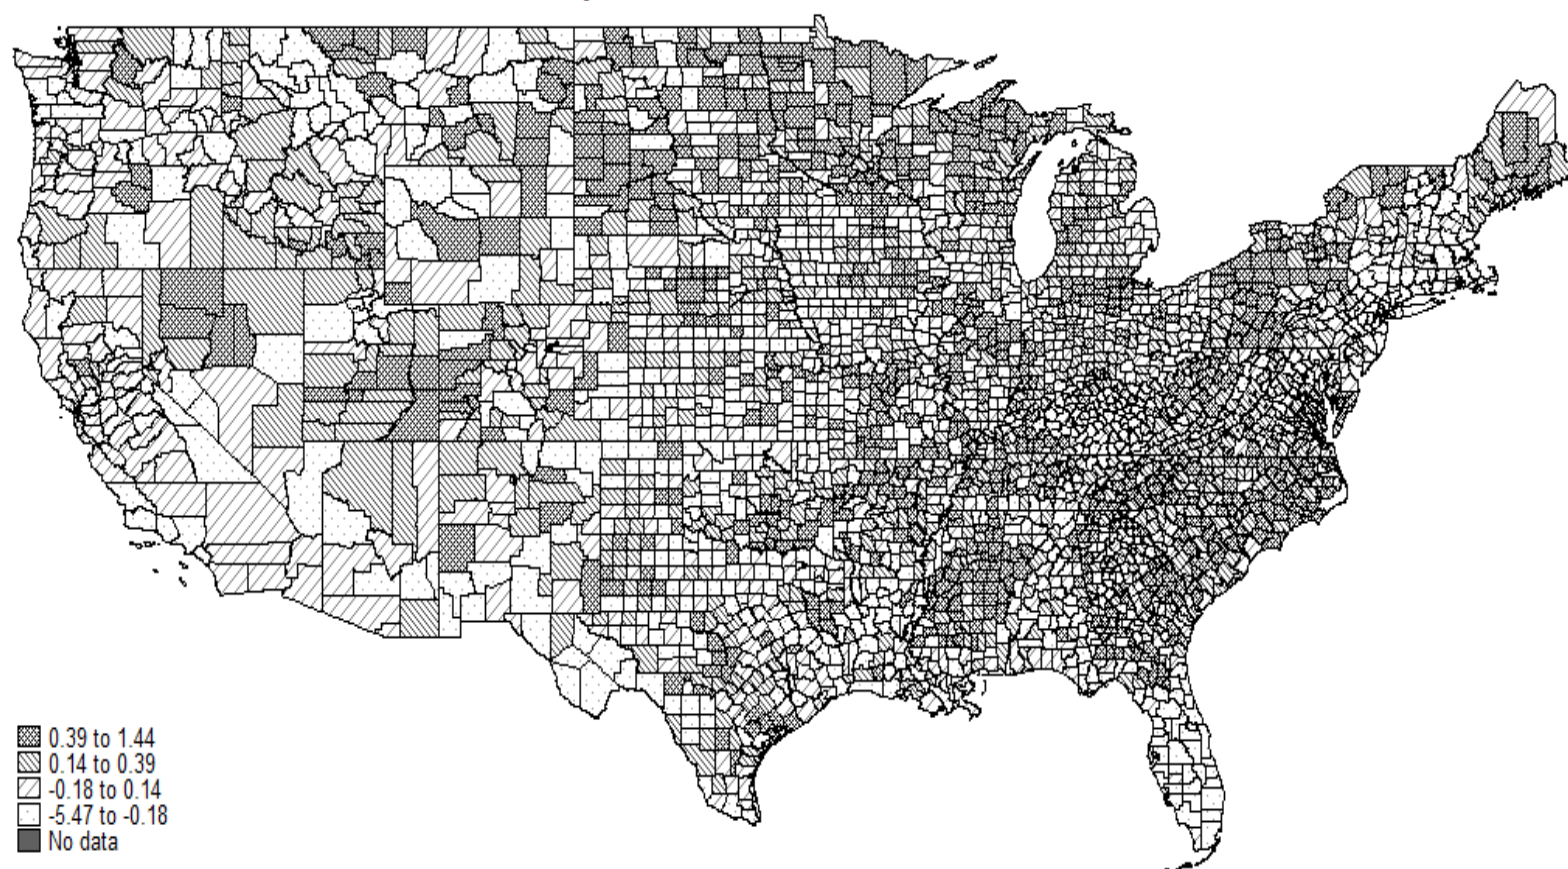 0.39 to 1.44
0.14 to 0.39
-0.18 to 0.14
-5.47 to -0.18
No data